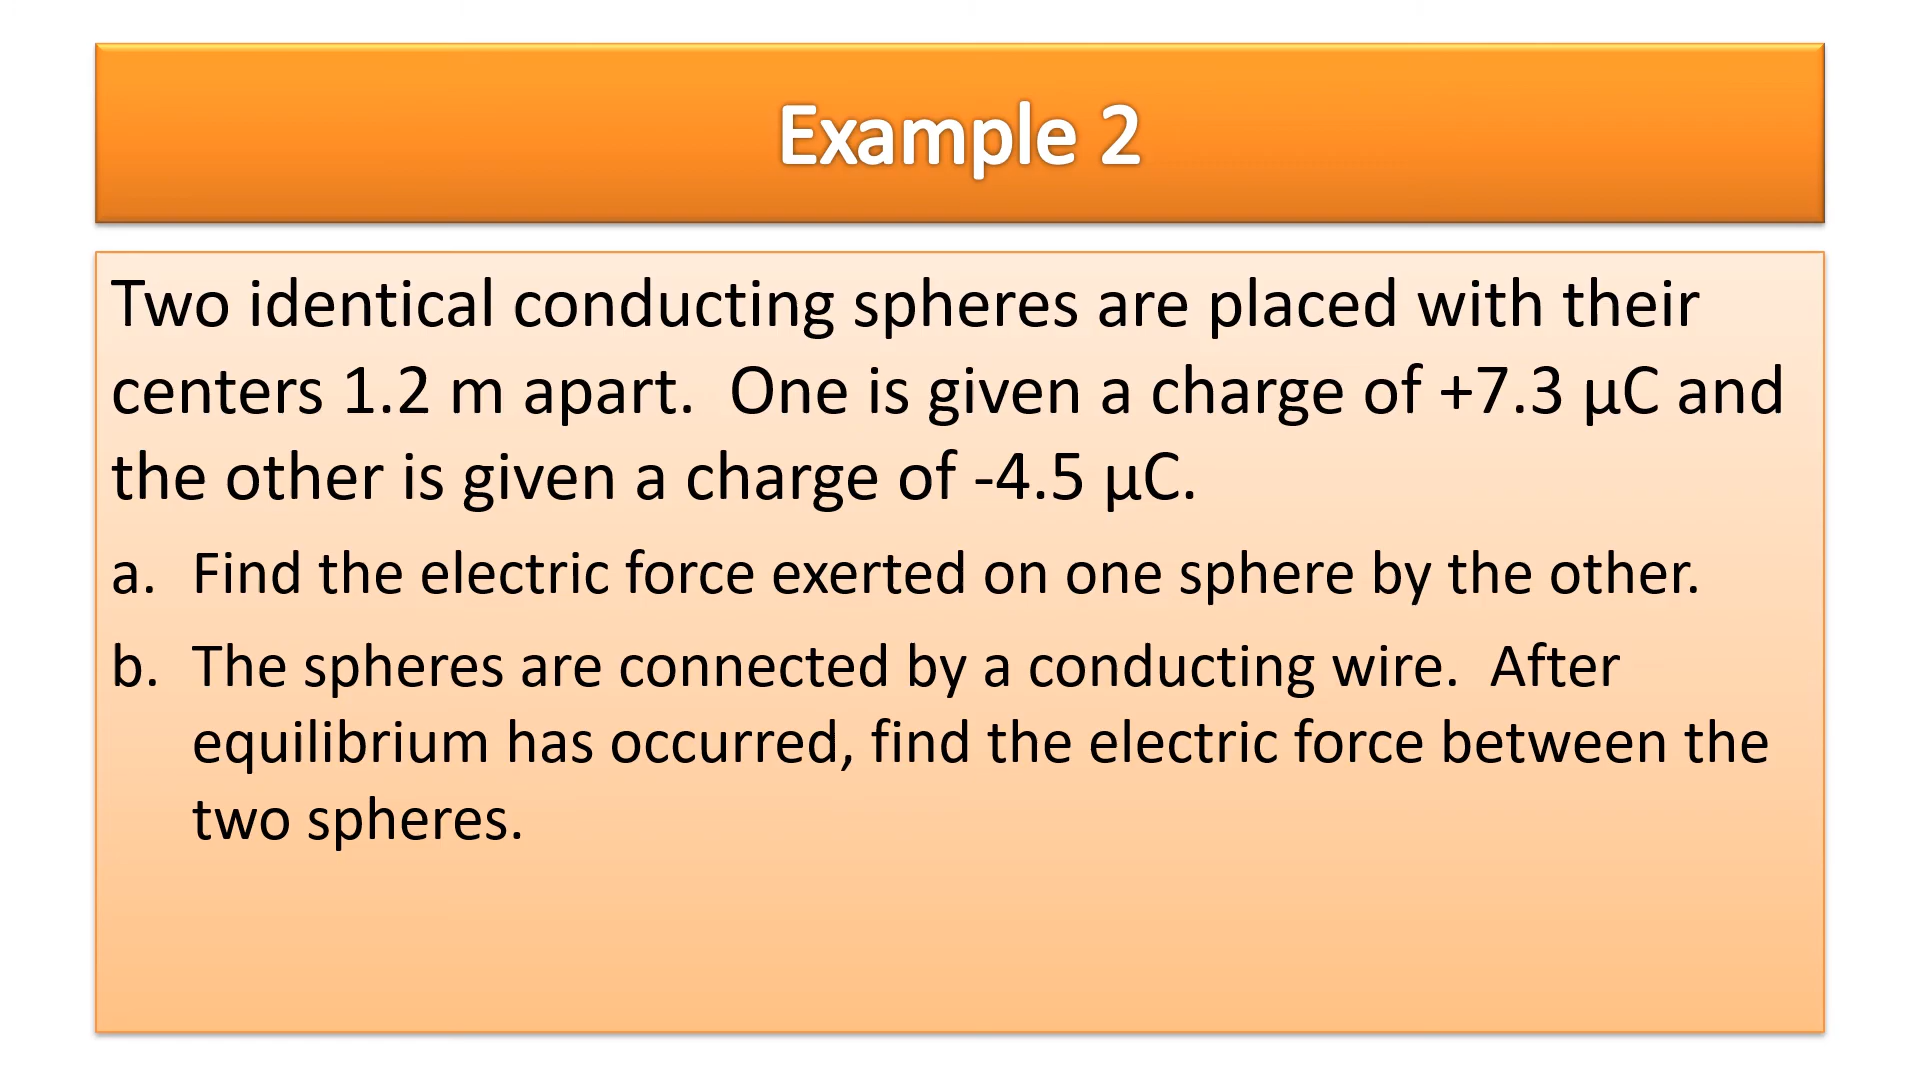 Example 2
Two identical conducting spheres are placed with their
centers 1.2 m apart.  One is given a charge of +7.3 µC and
the other is given a charge of -4.5 µC.
a. Find the electric force exerted on one sphere by the other.
b. The spheres are connected by a conducting wire.  After
equilibrium has occurred, find the electric force between the
two spheres.